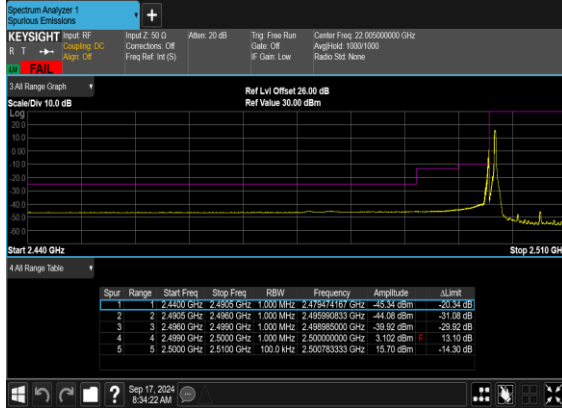 Spectrum Analyzer 1
Spurious Emissions
+
KEYSIGHT
R T
LXI
FAIL
Input: RF
Coupling: DC
Align: Off
Input Z: 50 Ω
Corrections: Off
Freq Ref: Int (S)
Atten: 20 dB
Trig: Free Run
Gate: Off
IF Gain: Low
Center Freq: 22.005000000 GHz
Avg|Hold: 1000/1000
Radio Std: None
3 All Range Graph
Scale/Div 10.0 dB
Ref Lvl Offset 26.00 dB
Ref Value 30.00 dBm
Log
20.0
10.0
0.00
-10.0
-20.0
-30.0
-40.0
-50.0
-60.0
Start 2.440 GHz
Stop 2.510 GH
4 All Range Table
Spur Range Start Freq Stop Freq RBW Frequency Amplitude ΔLimit
1 1 2.4400 GHz 2.4905 GHz 1.000 MHz 2.479474167 GHz -45.34 dBm -20.34 dB
2 2 2.4905 GHz 2.4960 GHz 1.000 MHz 2.495990833 GHz -44.08 dBm -31.08 dB
3 3 2.4960 GHz 2.4990 GHz 1.000 MHz 2.498985000 GHz -39.92 dBm -29.92 dB
4 4 2.4990 GHz 2.5000 GHz 1.000 MHz 2.500000000 GHz 3.102 dBm F 13.10 dB
5 5 2.5000 GHz 2.5100 GHz 100.0 kHz 2.500783333 GHz 15.70 dBm -14.30 dB
?
Sep 17, 2024
8:34:22 AM